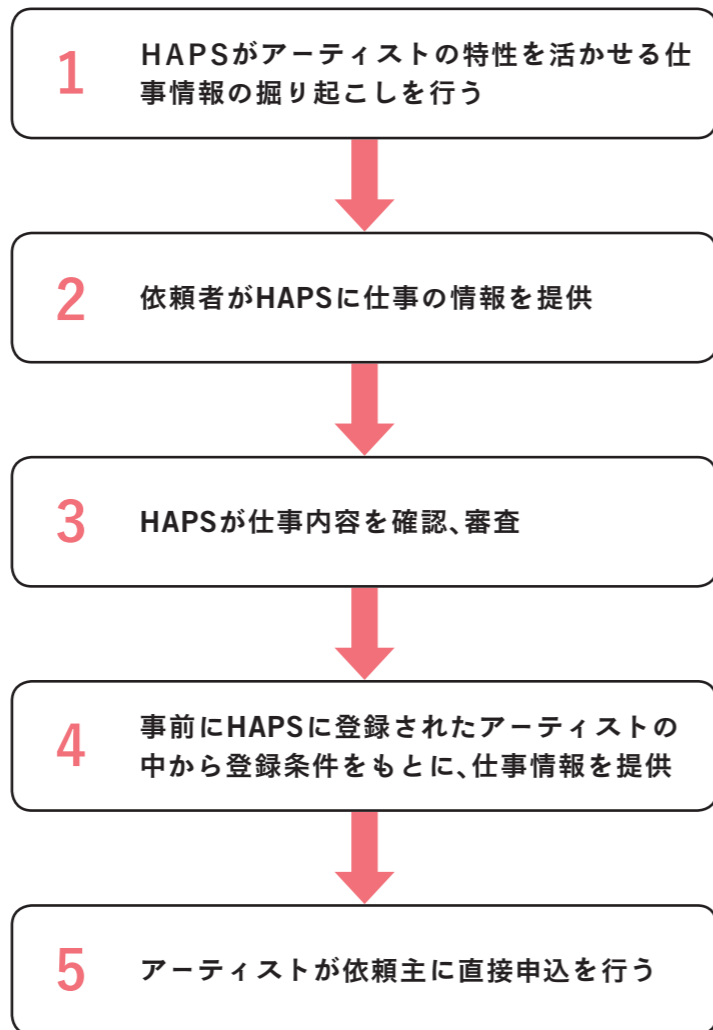 1
HAPSがアーティストの特性を活かせる仕
事情報の掘り起こしを行う
2
依頼者がHAPSに仕事の情報を提供
3
HAPSが仕事内容を確認、審査
4
事前にHAPSに登録されたアーティストの
中から登録条件をもとに、仕事情報を提供
5
アーティストが依頼主に直接申込を行う